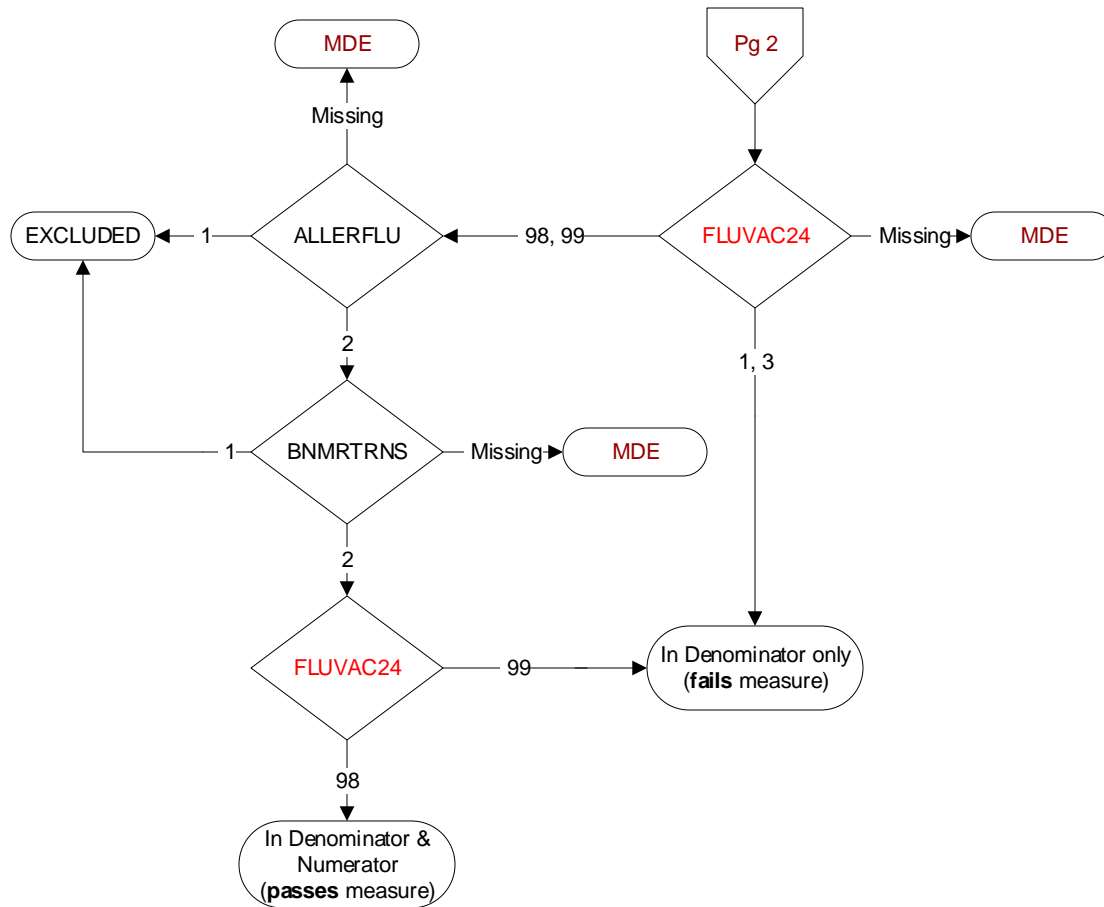 MDE
Pg 2
Missing
EXCLUDED
1
ALLERFLU
98, 99
FLUVAC24
Missing
MDE
2
1, 3
1
BNMRTRNS
Missing
MDE
2
FLUVAC24
99
In Denominator only
(fails measure)
98
In Denominator &
Numerator
(passes measure)